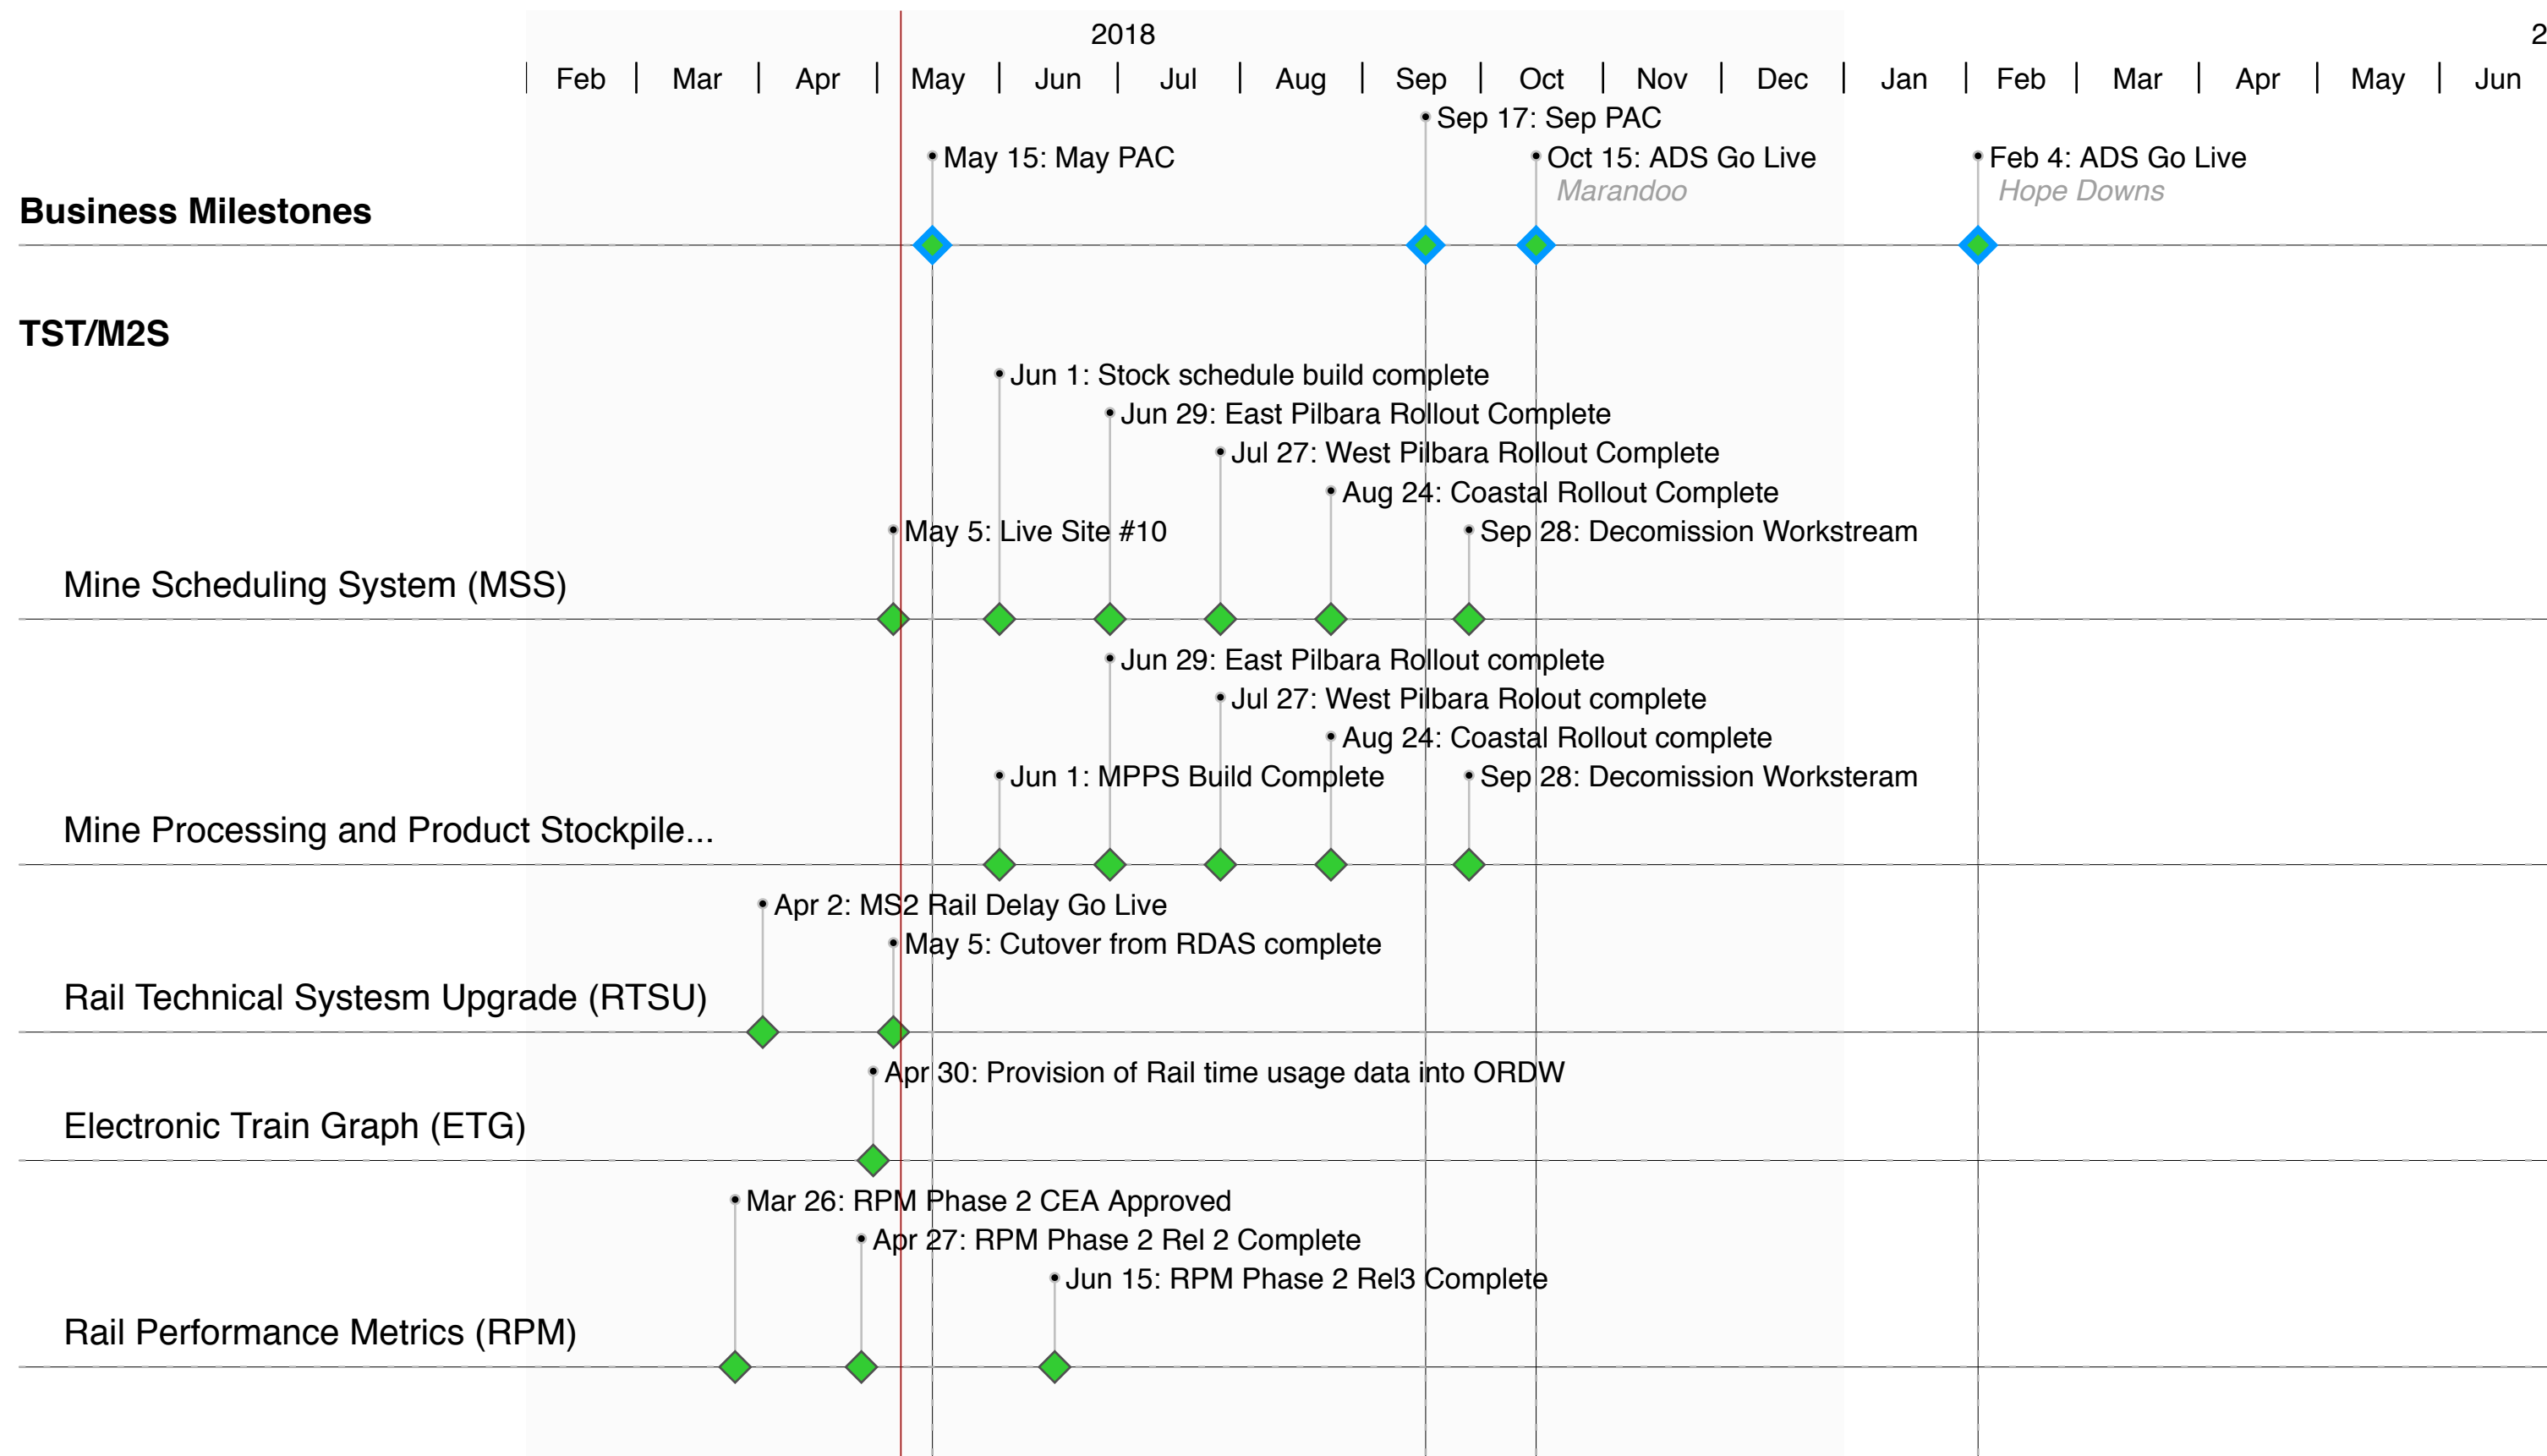 2018
2
Feb Mar Apr May Jun Jul Aug Sep Oct Nov Dec Jan Feb Mar Apr May Jun
Sep 17: Sep PAC
May 15: May PAC
Oct 15: ADS Go Live
Marandoo
Feb 4: ADS Go Live
Hope Downs
Business Milestones
TST/M2S
Jun 1: Stock schedule build complete
Jun 29: East Pilbara Rollout Complete
Jul 27: West Pilbara Rollout Complete
Aug 24: Coastal Rollout Complete
May 5: Live Site #10
Sep 28: Decomission Workstream
Mine Scheduling System (MSS)
Jun 29: East Pilbara Rollout complete
Jul 27: West Pilbara Rolout complete
Aug 24: Coastal Rollout complete
Jun 1: MPPS Build Complete
Sep 28: Decomission Worksteram
Mine Processing and Product Stockpile...
Apr 2: MS2 Rail Delay Go Live
May 5: Cutover from RDAS complete
Rail Technical Systesm Upgrade (RTSU)
Apr 30: Provision of Rail time usage data into ORDW
Electronic Train Graph (ETG)
Mar 26: RPM Phase 2 CEA Approved
Apr 27: RPM Phase 2 Rel 2 Complete
Jun 15: RPM Phase 2 Rel3 Complete
Rail Performance Metrics (RPM)